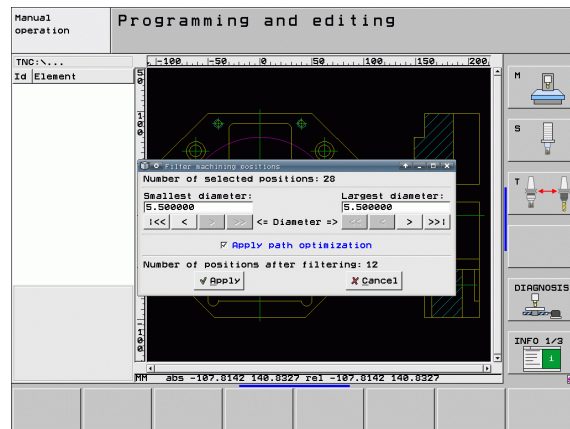 Manual
operation
Programming and editing
TNC:\...
Id Element
-100 -50 0 50 100 150 200
M
S
T
Filter machining positions
Number of selected positions: 28
Smallest diameter: Largest diameter:
5.500000 5.500000
|<< < > >> <= Diameter => << < > >>|
Apply path optimization
Number of positions after filtering: 12
Apply Cancel
DIAGNOSIS
INFO 1/3
MM abs -107.8142 140.8327 rel -107.8142 140.8327